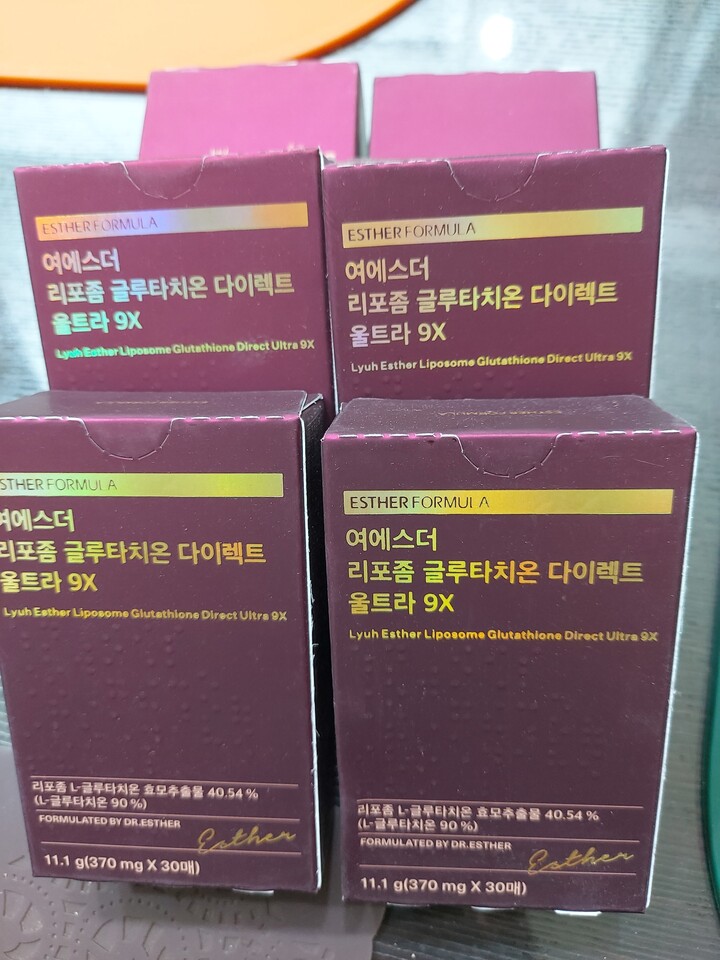 ESTHER FORMULA
여에스더
리포좀 글루타치온 다이렉트
울트라 9X
Lyuh Esther Liposome Glutathione Direct Ultra 9X
ESTHER FORMULA
여에스더
리포좀 글루타치온 다이렉트
울트라 9X
Lyuh Esther Liposome Glutathione Direct Ultra 9X
STHER FORMULA
여에스더
리포좀 글루타치온 다이렉트
울트라 9X
Lyuh Esther Liposome Glutathione Direct Ultra 9X
리포좀 L-글루타치온 효모추출물 40.54 %
(L-글루타치온 90 %)
FORMULATED BY DR.ESTHER
Esther
11.1 g(370 mg X 30매)
ESTHER FORMULA
ESTHER FORMULA
여에스더
리포좀 글루타치온 다이렉트
울트라 9X
Lyuh Esther Liposome Glutathione Direct Ultra 9X
리포좀 L-글루타치온 효모추출물 40.54 %
(L-글루타치온 90 %)
FORMULATED BY DR.ESTHER
Esther
11.1 g(370 mg X 30매)